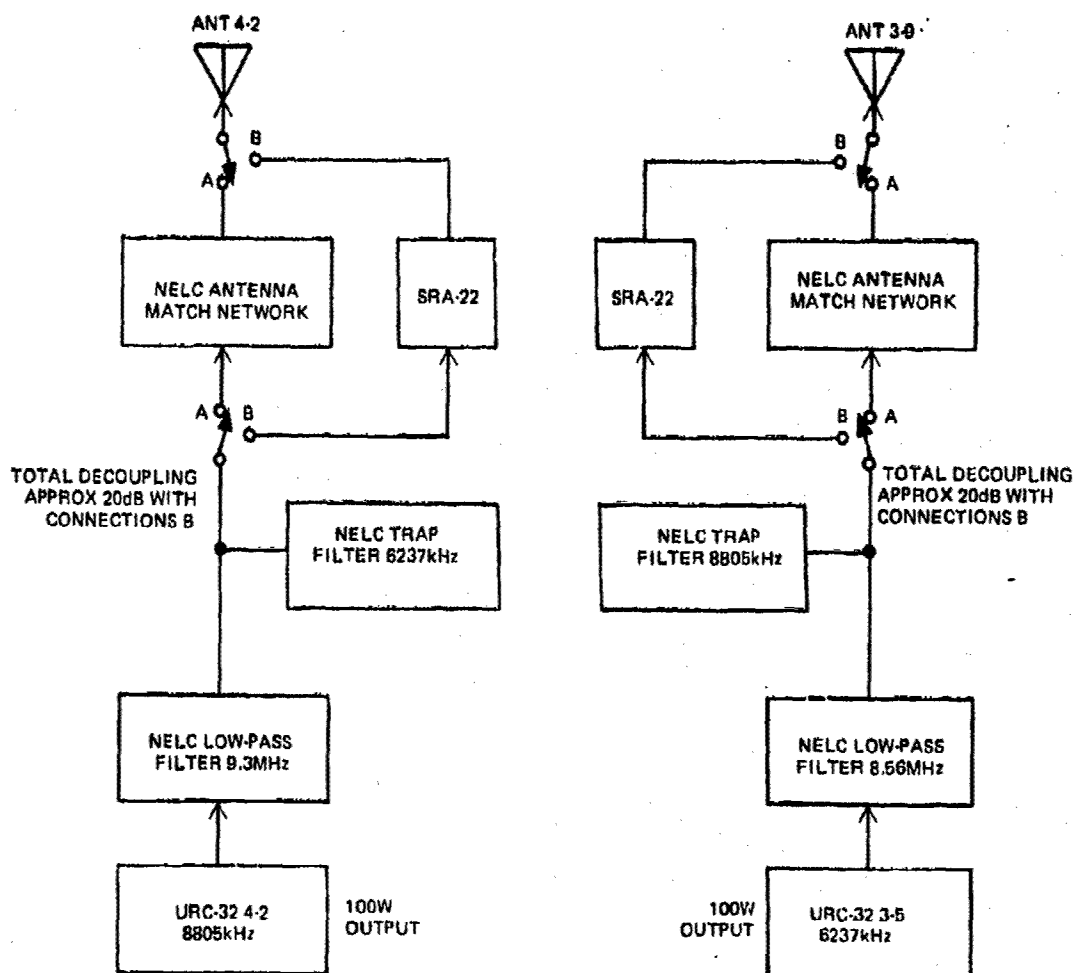 ANT 4-2
B
A
NELC ANTENNA
MATCH NETWORK
SRA-22
A
B
TOTAL DECOUPLING
APPROX 20dB WITH
CONNECTIONS B
NELC TRAP
FILTER 6237kHz
NELC LOW-PASS
FILTER 9.3MHz
URC-32 4-2
8805kHz
100W
OUTPUT
ANT 3-9
B
A
SRA-22
NELC ANTENNA
MATCH NETWORK
B
A
TOTAL DECOUPLING
APPROX 20dB WITH
CONNECTIONS B
NELC TRAP
FILTER 8805kHz
NELC LOW-PASS
FILTER 8.56MHz
100W
OUTPUT
URC-32 3-5
6237kHz